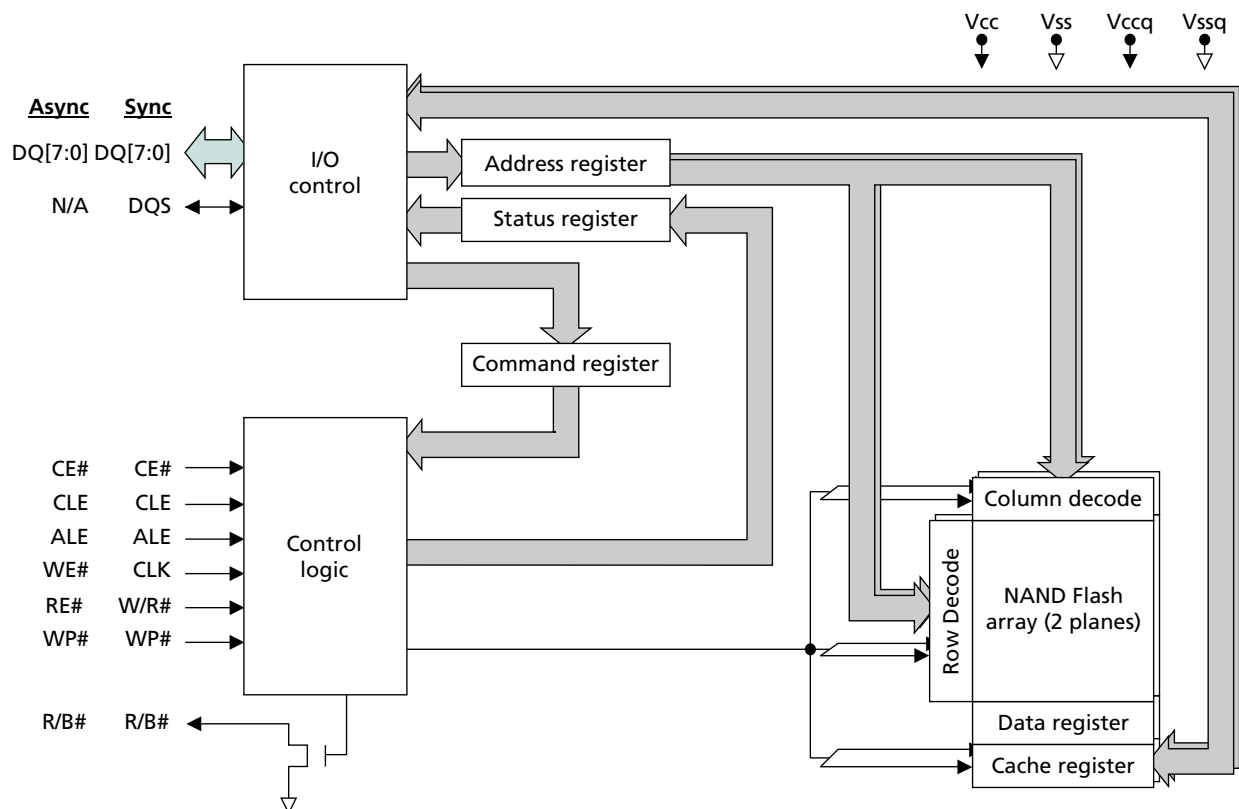 Vcc Vss Vccq Vssq
Async Sync
DQ[7:0] DQ[7:0]
N/A DQS
I/O
control
Address register
Status register
Command register
CE# CE#
CLE CLE
ALE ALE
WE# CLK
RE# W/R#
WP# WP#
R/B# R/B#
Control
logic
Column decode
Row Decode
NAND Flash
array (2 planes)
Data register
Cache register